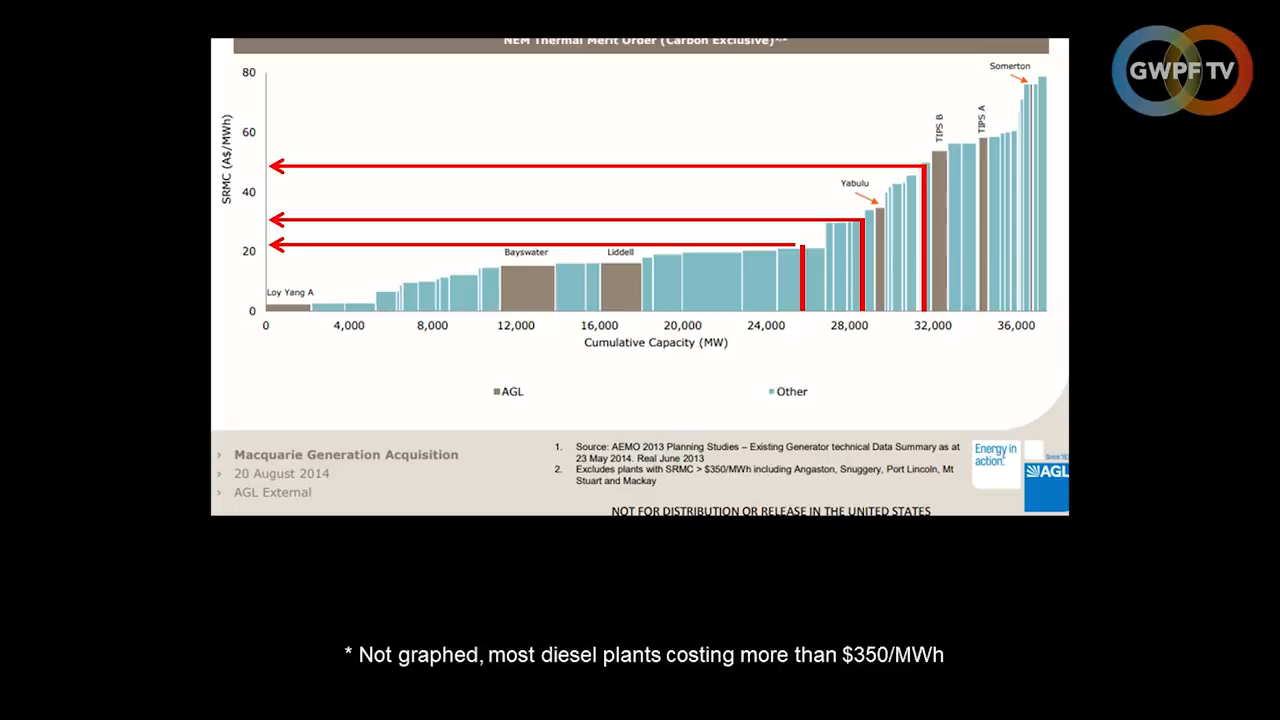 GWPF TV
NEM Thermal Merit Order (Carbon Exclusive)
Somerton
80
60
40
20
0
SRMC (A$/MWh)
TIPS B
TIPS A
Yabulu
Bayswater
Liddell
Loy Yang A
0 4,000 8,000 12,000 16,000 20,000 24,000 28,000 32,000 36,000
Cumulative Capacity (MW)
AGL Other
› Macquarie Generation Acquisition
› 20 August 2014
› AGL External
1. Source: AEMO 2013 Planning Studies – Existing Generator technical Data Summary as at
23 May 2014. Real June 2013
2. Excludes plants with SRMC > $350/MWh including Angaston, Snuggery, Port Lincoln, Mt
Stuart and Mackay
Energy in
action.
Since
AGL
NOT FOR DISTRIBUTION OR RELEASE IN THE UNITED STATES
* Not graphed, most diesel plants costing more than $350/MWh